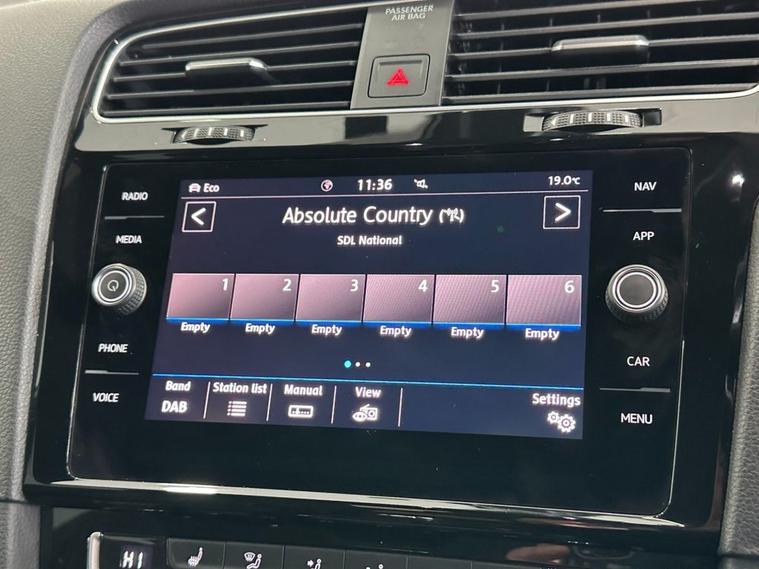 PASSENGER
AIR BAG
Eco 11:36 19.0°C
RADIO
MEDIA
PHONE
VOICE
< Absolute Country >
SDL National
1 2 3 4 5 6
Empty Empty Empty Empty Empty Empty
Band Station list Manual View Settings
DAB
NAV
APP
CAR
MENU
HI